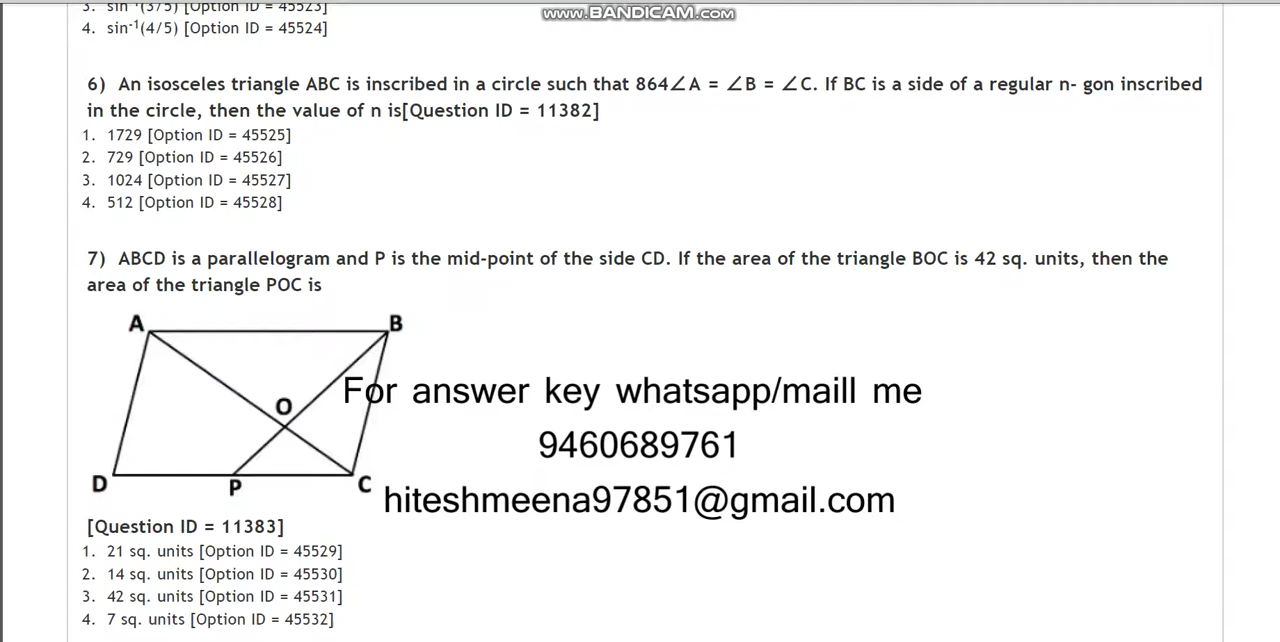 www.BANDICAM.com
3. sin⁻¹(3/5) [Option ID = 45523]
4. sin⁻¹(4/5) [Option ID = 45524]
6) An isosceles triangle ABC is inscribed in a circle such that 864∠A = ∠B = ∠C. If BC is a side of a regular n- gon inscribed
in the circle, then the value of n is[Question ID = 11382]
1. 1729 [Option ID = 45525]
2. 729 [Option ID = 45526]
3. 1024 [Option ID = 45527]
4. 512 [Option ID = 45528]
7) ABCD is a parallelogram and P is the mid-point of the side CD. If the area of the triangle BOC is 42 sq. units, then the
area of the triangle POC is
A B
O
D P C
For answer key whatsapp/maill me
9460689761
hiteshmeena97851@gmail.com
[Question ID = 11383]
1. 21 sq. units [Option ID = 45529]
2. 14 sq. units [Option ID = 45530]
3. 42 sq. units [Option ID = 45531]
4. 7 sq. units [Option ID = 45532]